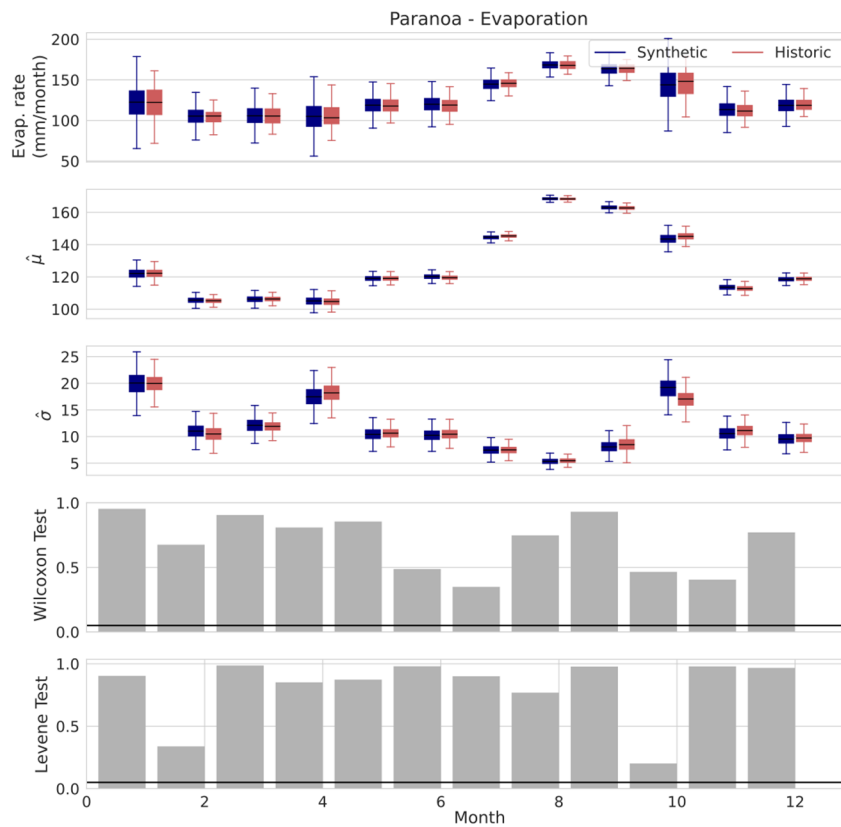 Paranoa - Evaporation
Synthetic
Historic
Evap. rate
(mm/month)
200
150
100
50
μ̂
160
140
120
100
σ̂
25
20
15
10
5
Wilcoxon Test
1.0
0.5
0.0
Levene Test
1.0
0.5
0.0
0 2 4 6 8 10 12
Month